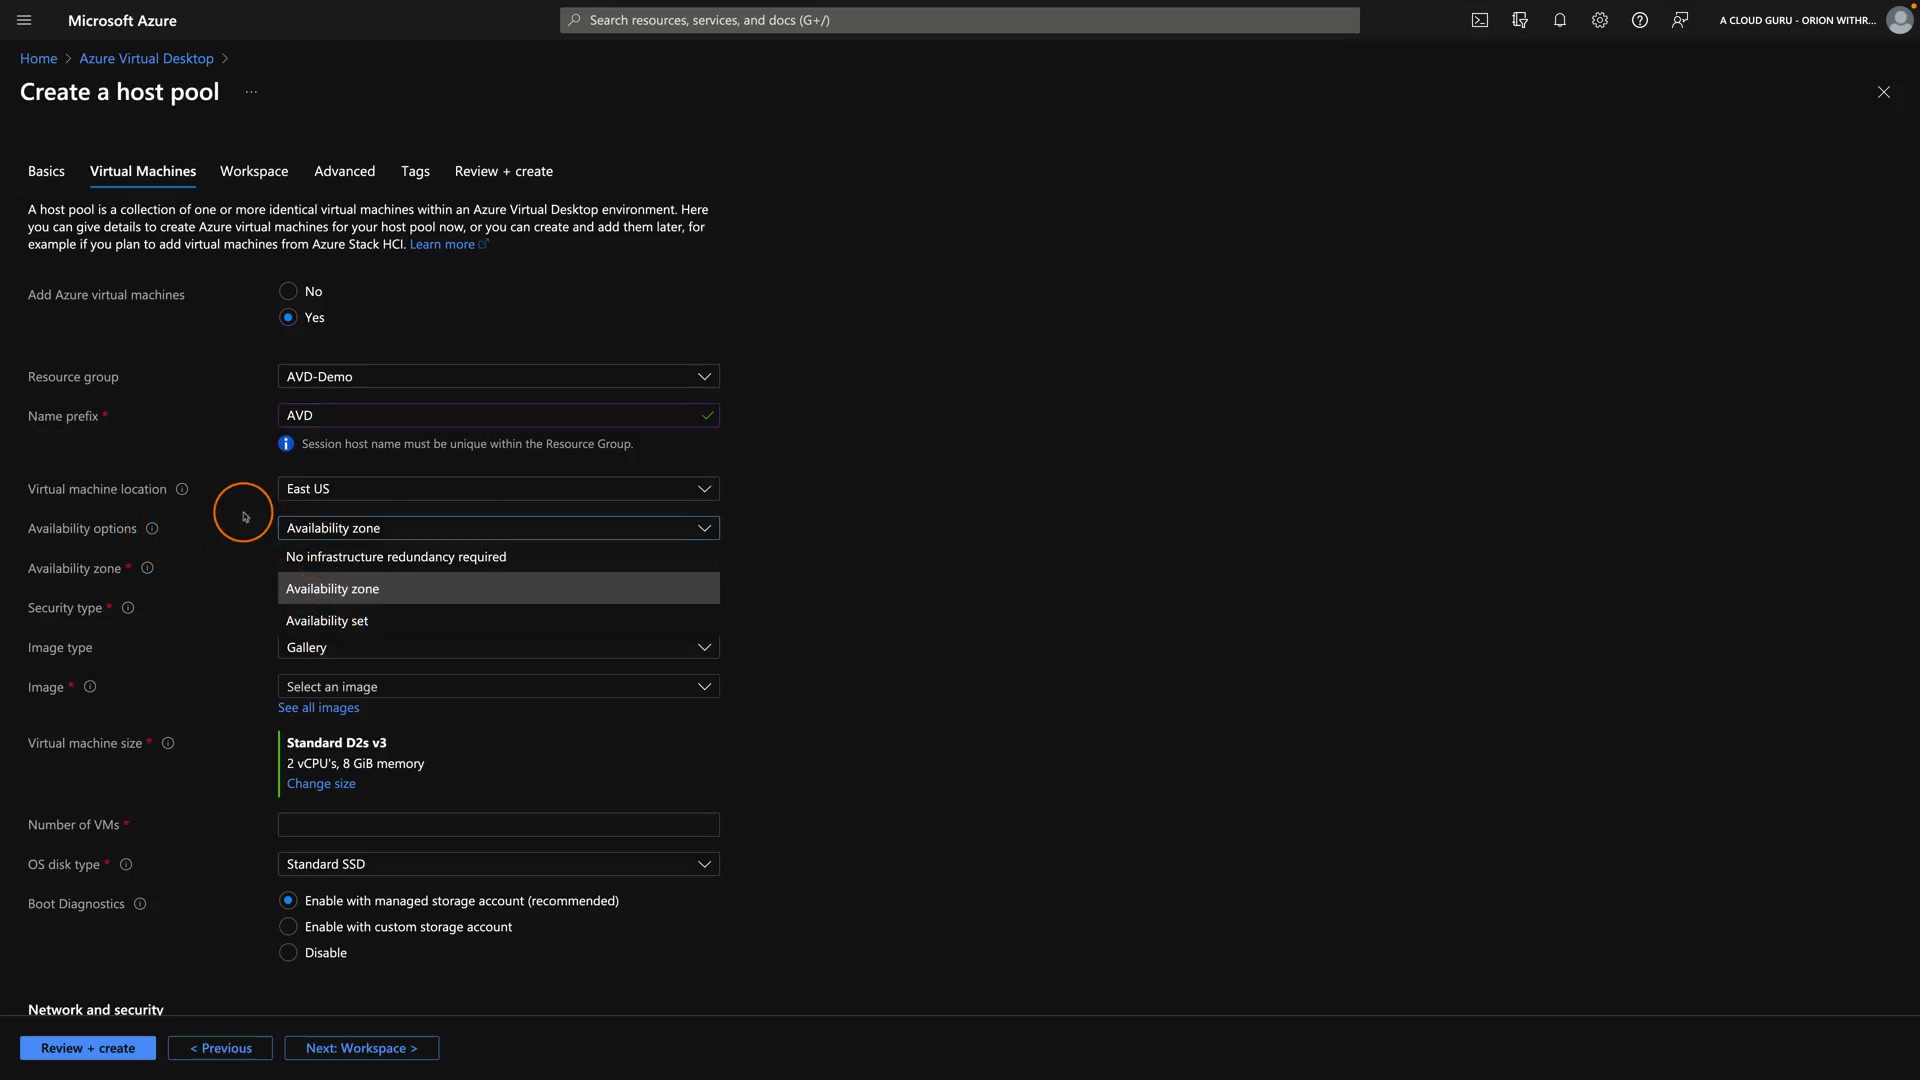 Microsoft Azure
Search resources, services, and docs (G+/)
A CLOUD GURU - ORION WITHR...
Home > Azure Virtual Desktop >
Create a host pool ...
Basics
Virtual Machines
Workspace
Advanced
Tags
Review + create
A host pool is a collection of one or more identical virtual machines within an Azure Virtual Desktop environment. Here
you can give details to create Azure virtual machines for your host pool now, or you can create and add them later, for
example if you plan to add virtual machines from Azure Stack HCI. Learn more
Add Azure virtual machines
No
Yes
Resource group
AVD-Demo
Name prefix *
AVD
Session host name must be unique within the Resource Group.
Virtual machine location
East US
Availability options
Availability zone
No infrastructure redundancy required
Availability zone *
Availability zone
Security type *
Availability set
Image type
Gallery
Image *
Select an image
See all images
Virtual machine size *
Standard D2s v3
2 vCPU's, 8 GiB memory
Change size
Number of VMs *
OS disk type *
Standard SSD
Boot Diagnostics
Enable with managed storage account (recommended)
Enable with custom storage account
Disable
Network and security
Review + create
< Previous
Next: Workspace >